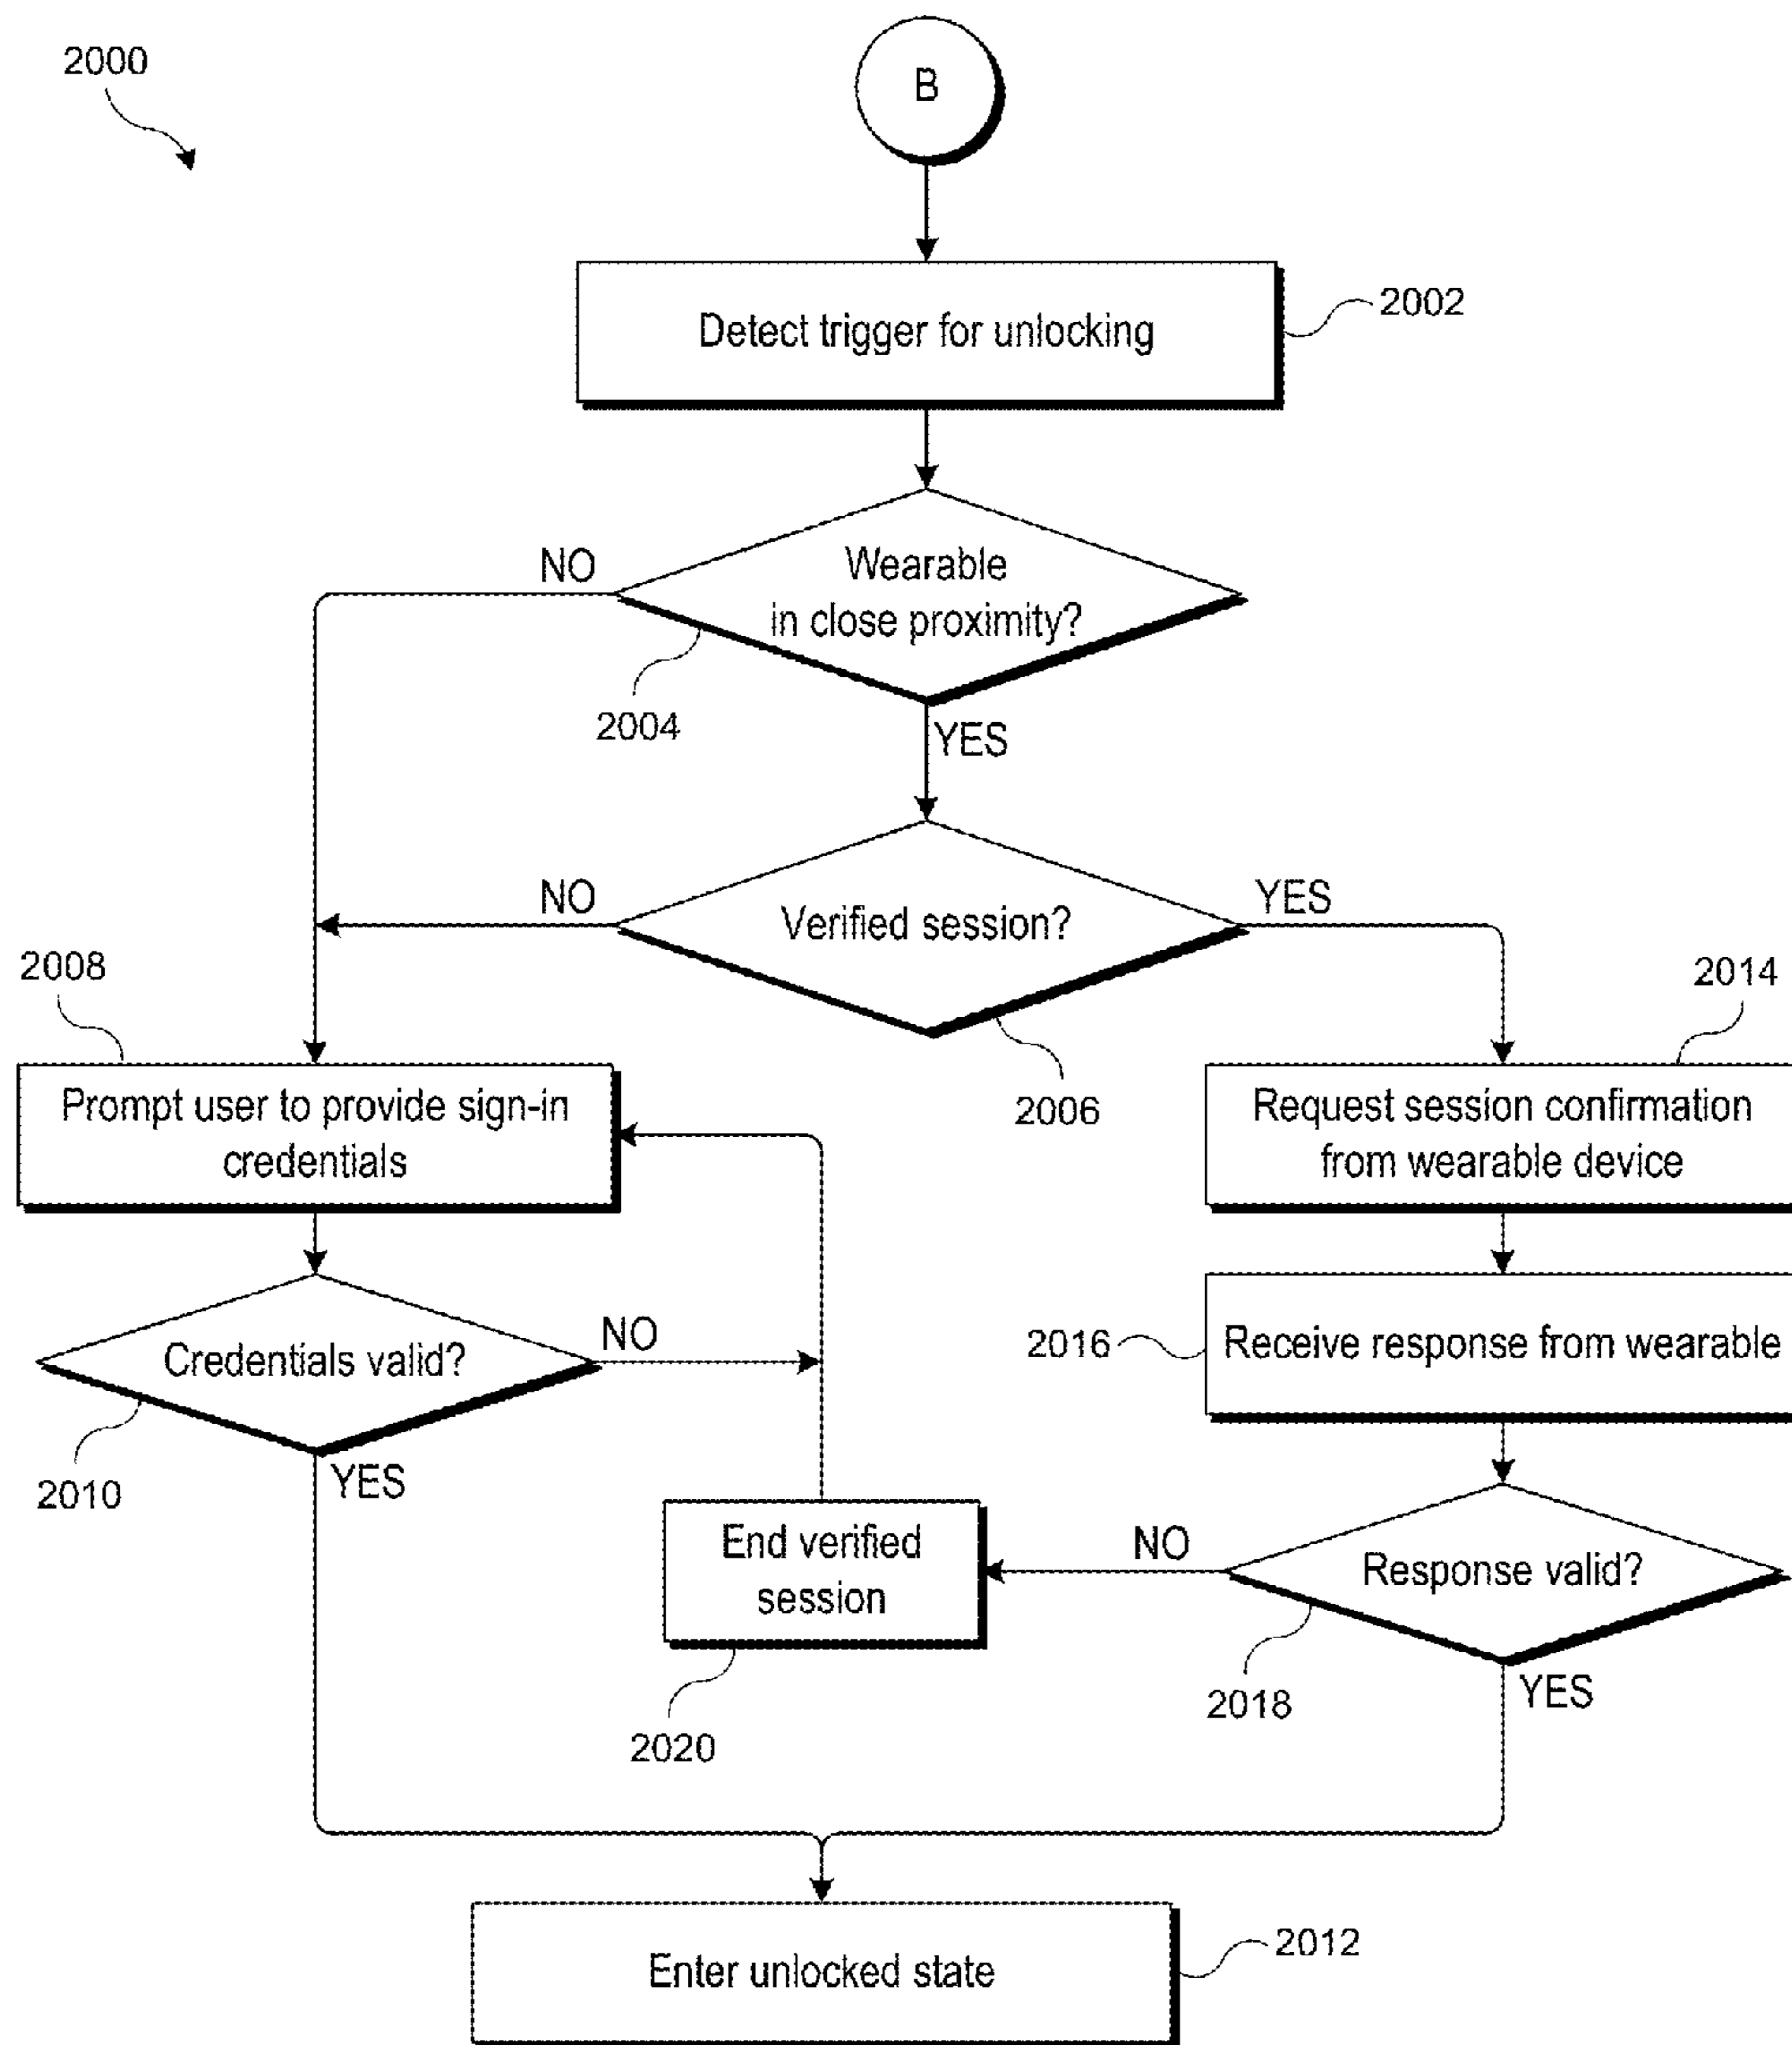 2000
B
Detect trigger for unlocking
2002
Wearable
in close proximity?
NO
2004
YES
Verified session?
NO
YES
2006
2008
Prompt user to provide sign-in
credentials
2014
Request session confirmation
from wearable device
Credentials valid?
NO
2010
YES
2016
Receive response from wearable
End verified
session
2020
NO
Response valid?
2018
YES
Enter unlocked state
2012